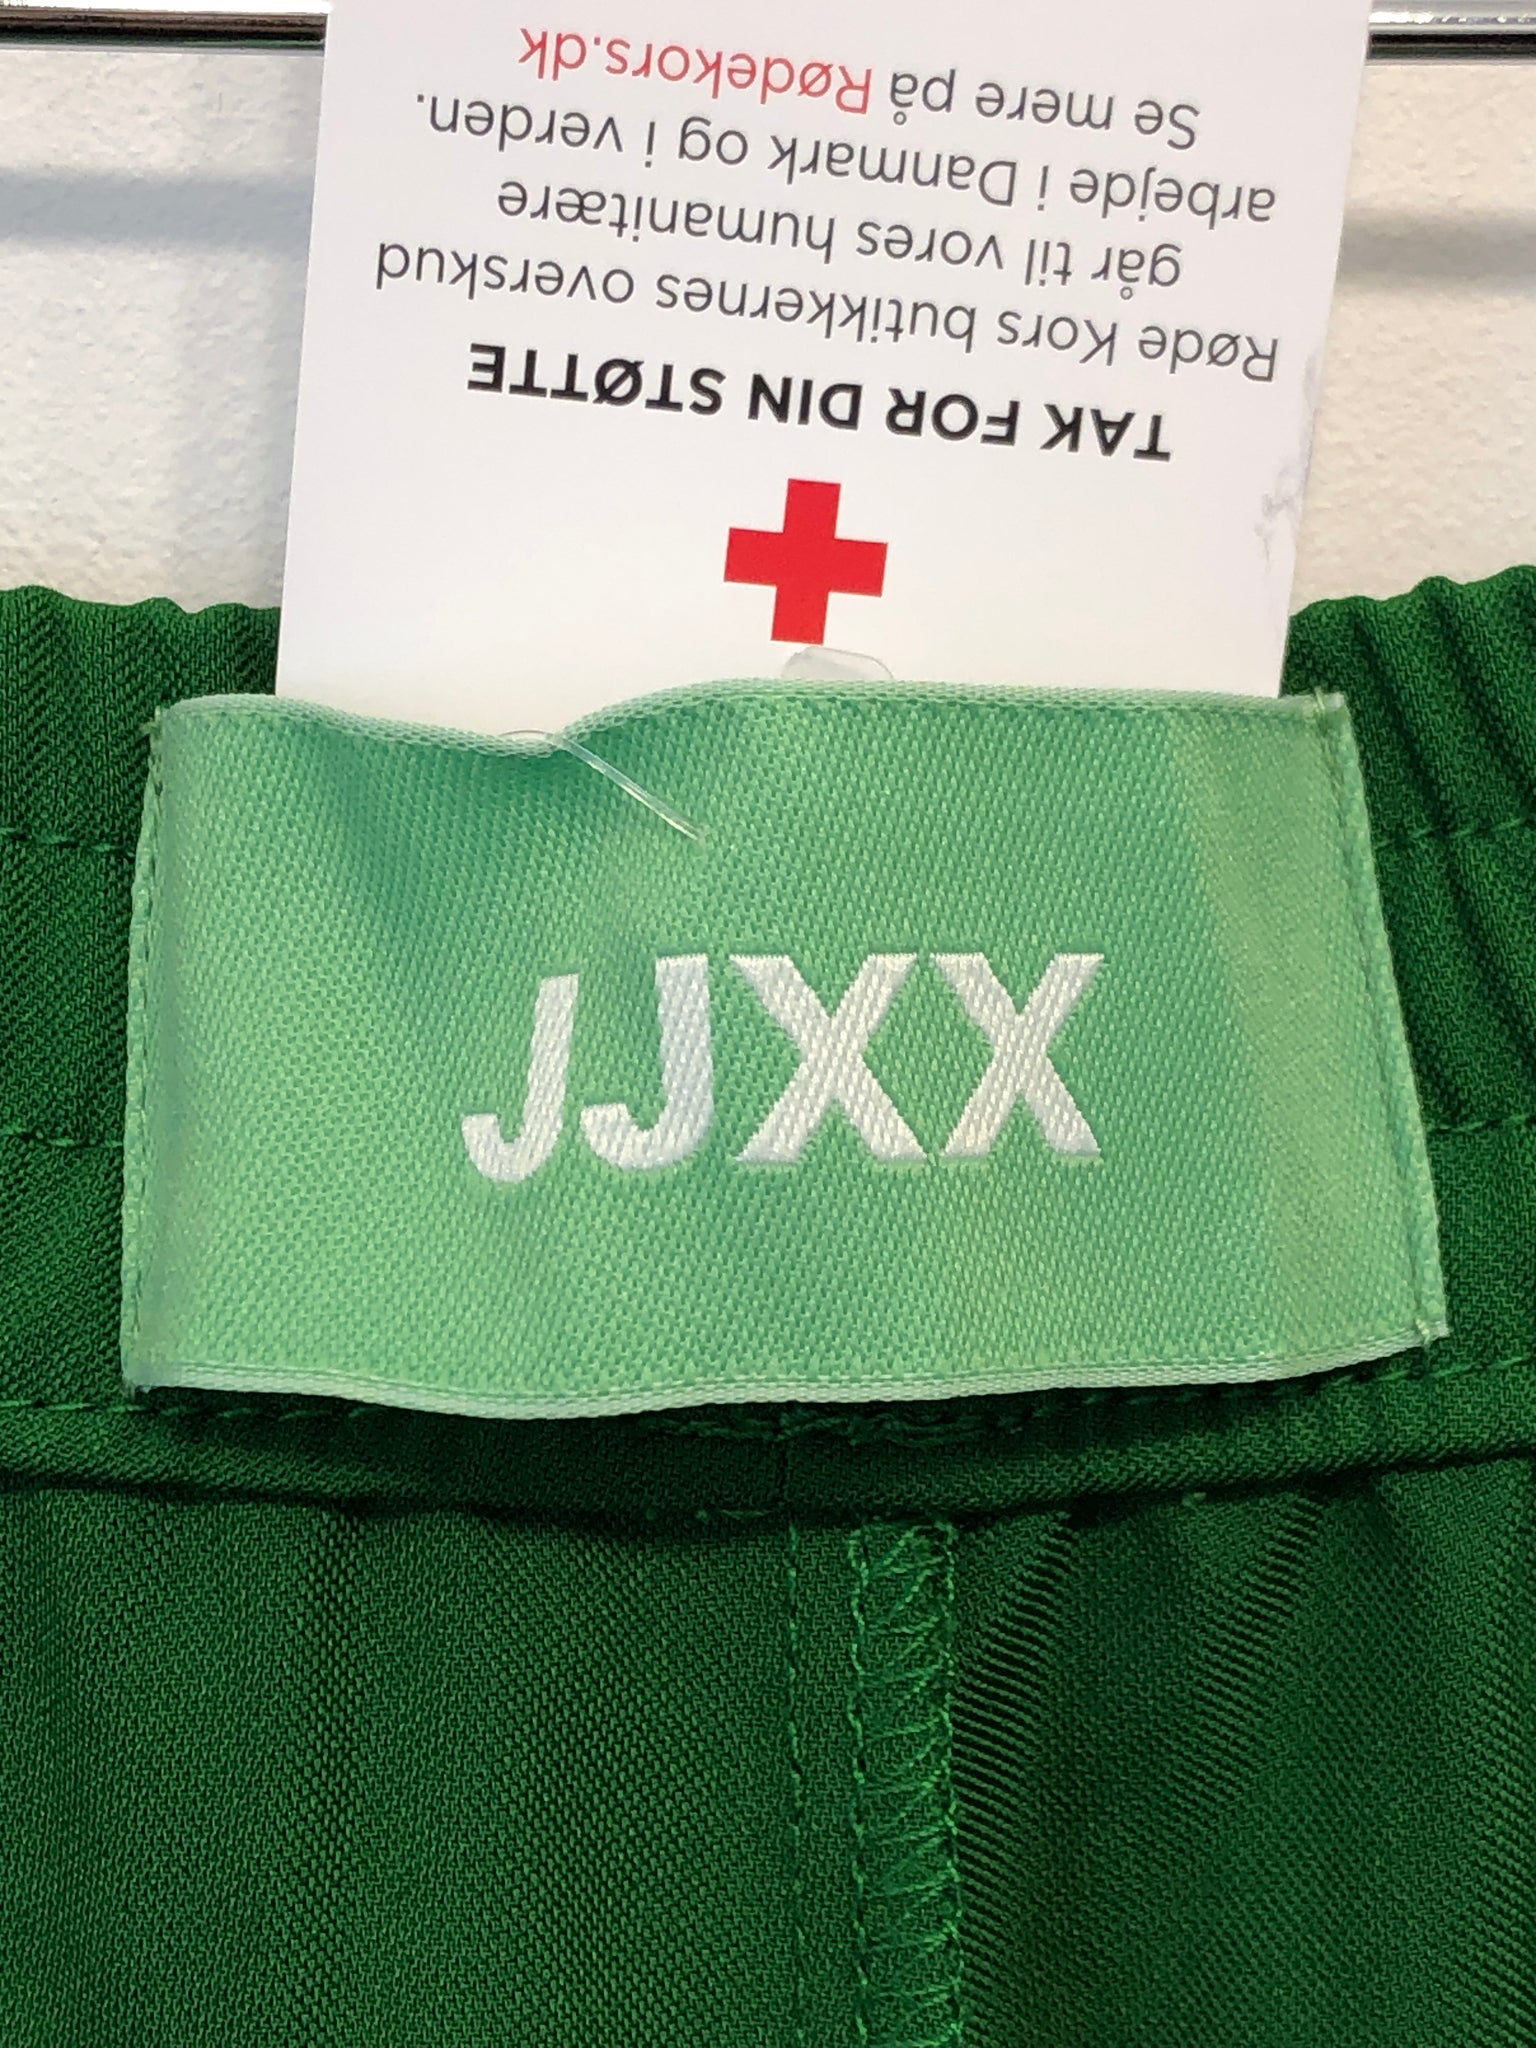 TAK FOR DIN STØTTE
Røde Kors butikkernes overskud
går til vores humanitære
arbejde i Danmark og i verden.
Se mere på Rødekors.dk
JJXX